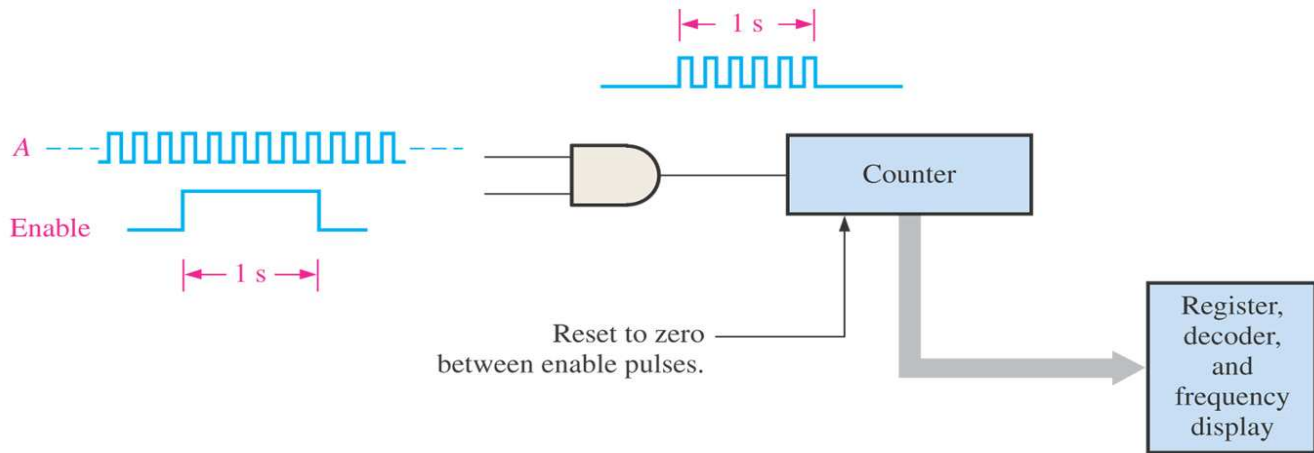 1 s
A
Enable
1 s
Counter
Reset to zero
between enable pulses.
Register,
decoder,
and
frequency
display